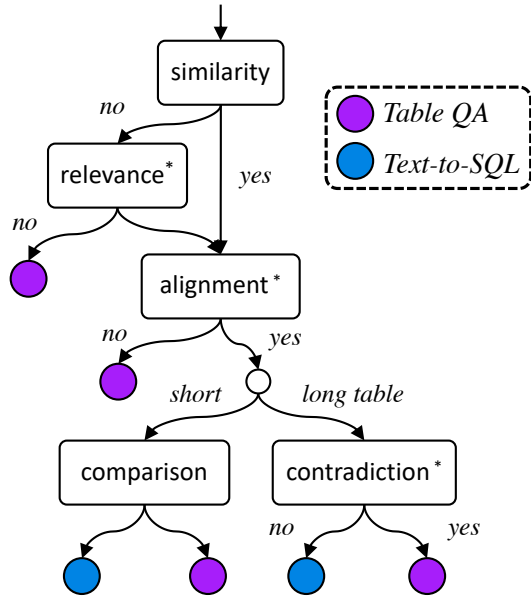 similarity
no
Table QA
Text-to-SQL
relevance*
yes
no
alignment*
no
yes
short
long table
comparison
contradiction*
no
yes